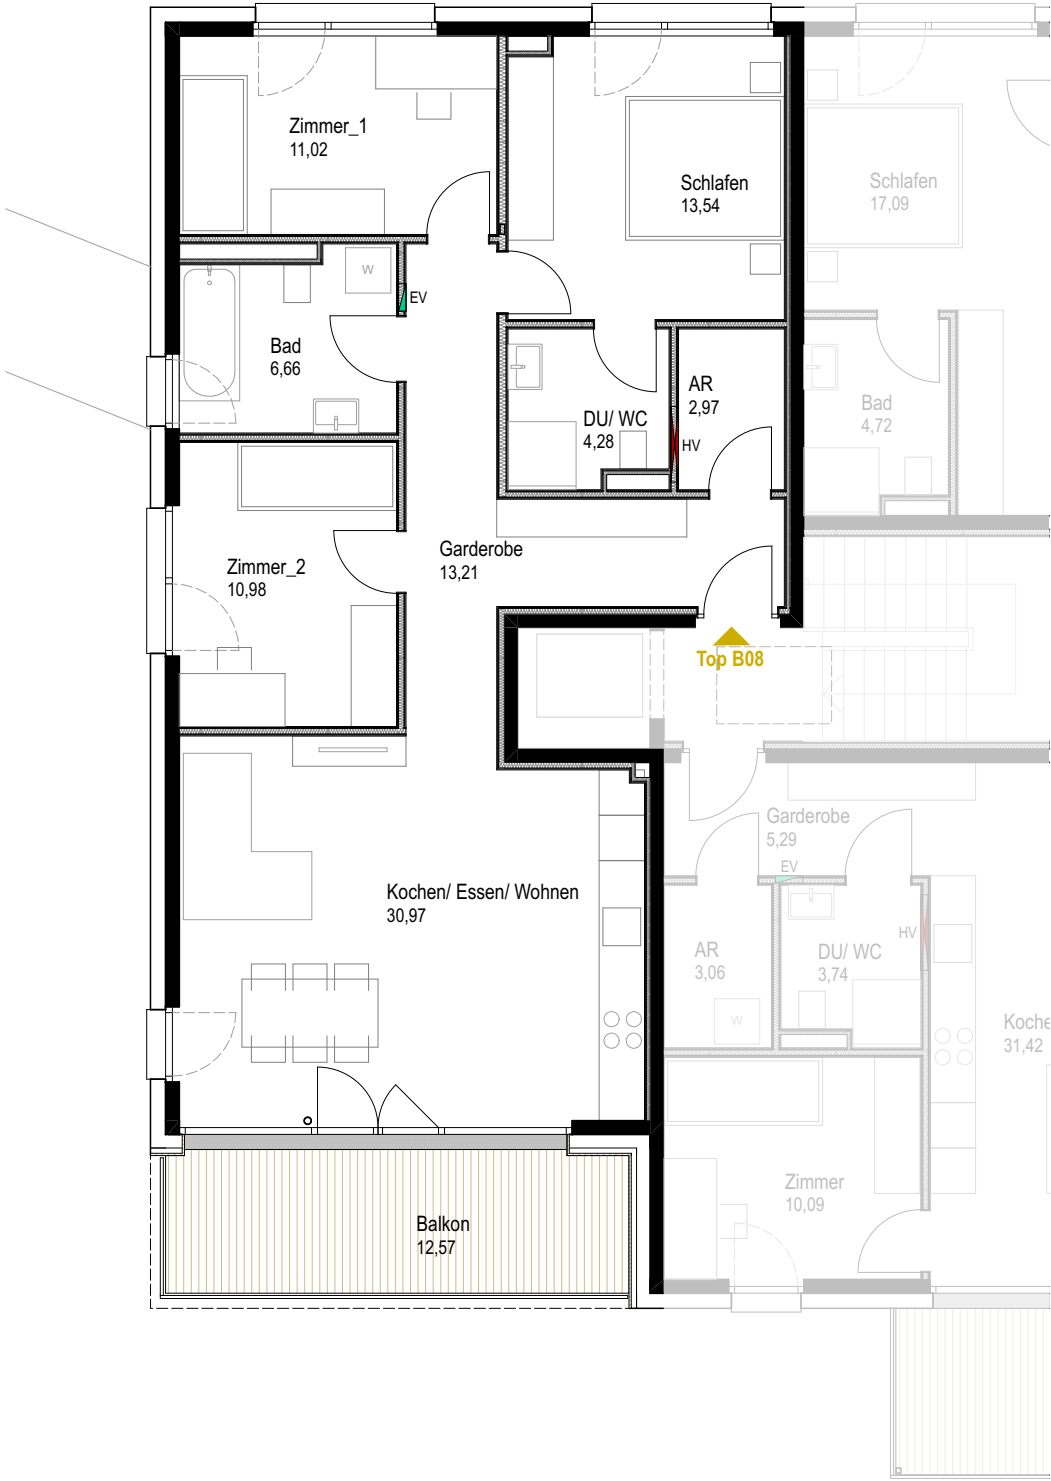 Zimmer_1
11,02
Schlafen
13,54
Schlafen
17,09
W
EV
Bad
6,66
AR
2,97
DU/ WC
4,28
HV
Bad
4,72
Garderobe
13,21
Zimmer_2
10,98
Top B08
Garderobe
5,29
EV
Kochen/ Essen/ Wohnen
30,97
AR
3,06
DU/ WC
3,74
HV
W
Koche
31,42
Zimmer
10,09
Balkon
12,57